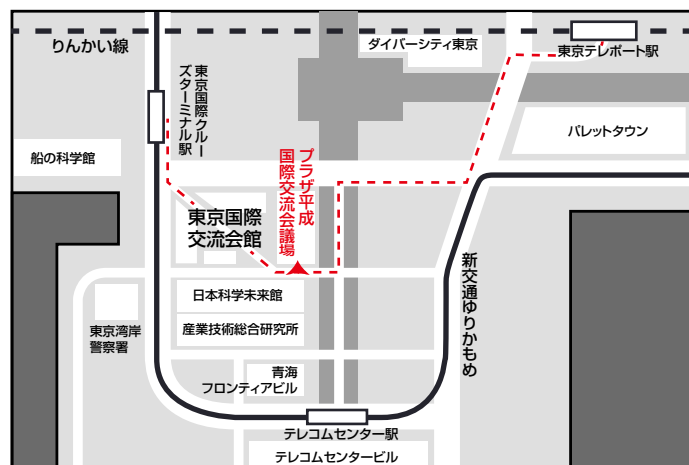 りんかい線
ダイバーシティ東京
東京テレポート駅
東京国際クルー
ズターミナル駅
パレットタウン
船の科学館
プラザ平成
国際交流会議場
東京国際
交流会館
日本科学未来館
新交通ゆりかもめ
産業技術総合研究所
東京湾岸
警察署
青海
フロンティアビル
テレコムセンター駅
テレコムセンタービル